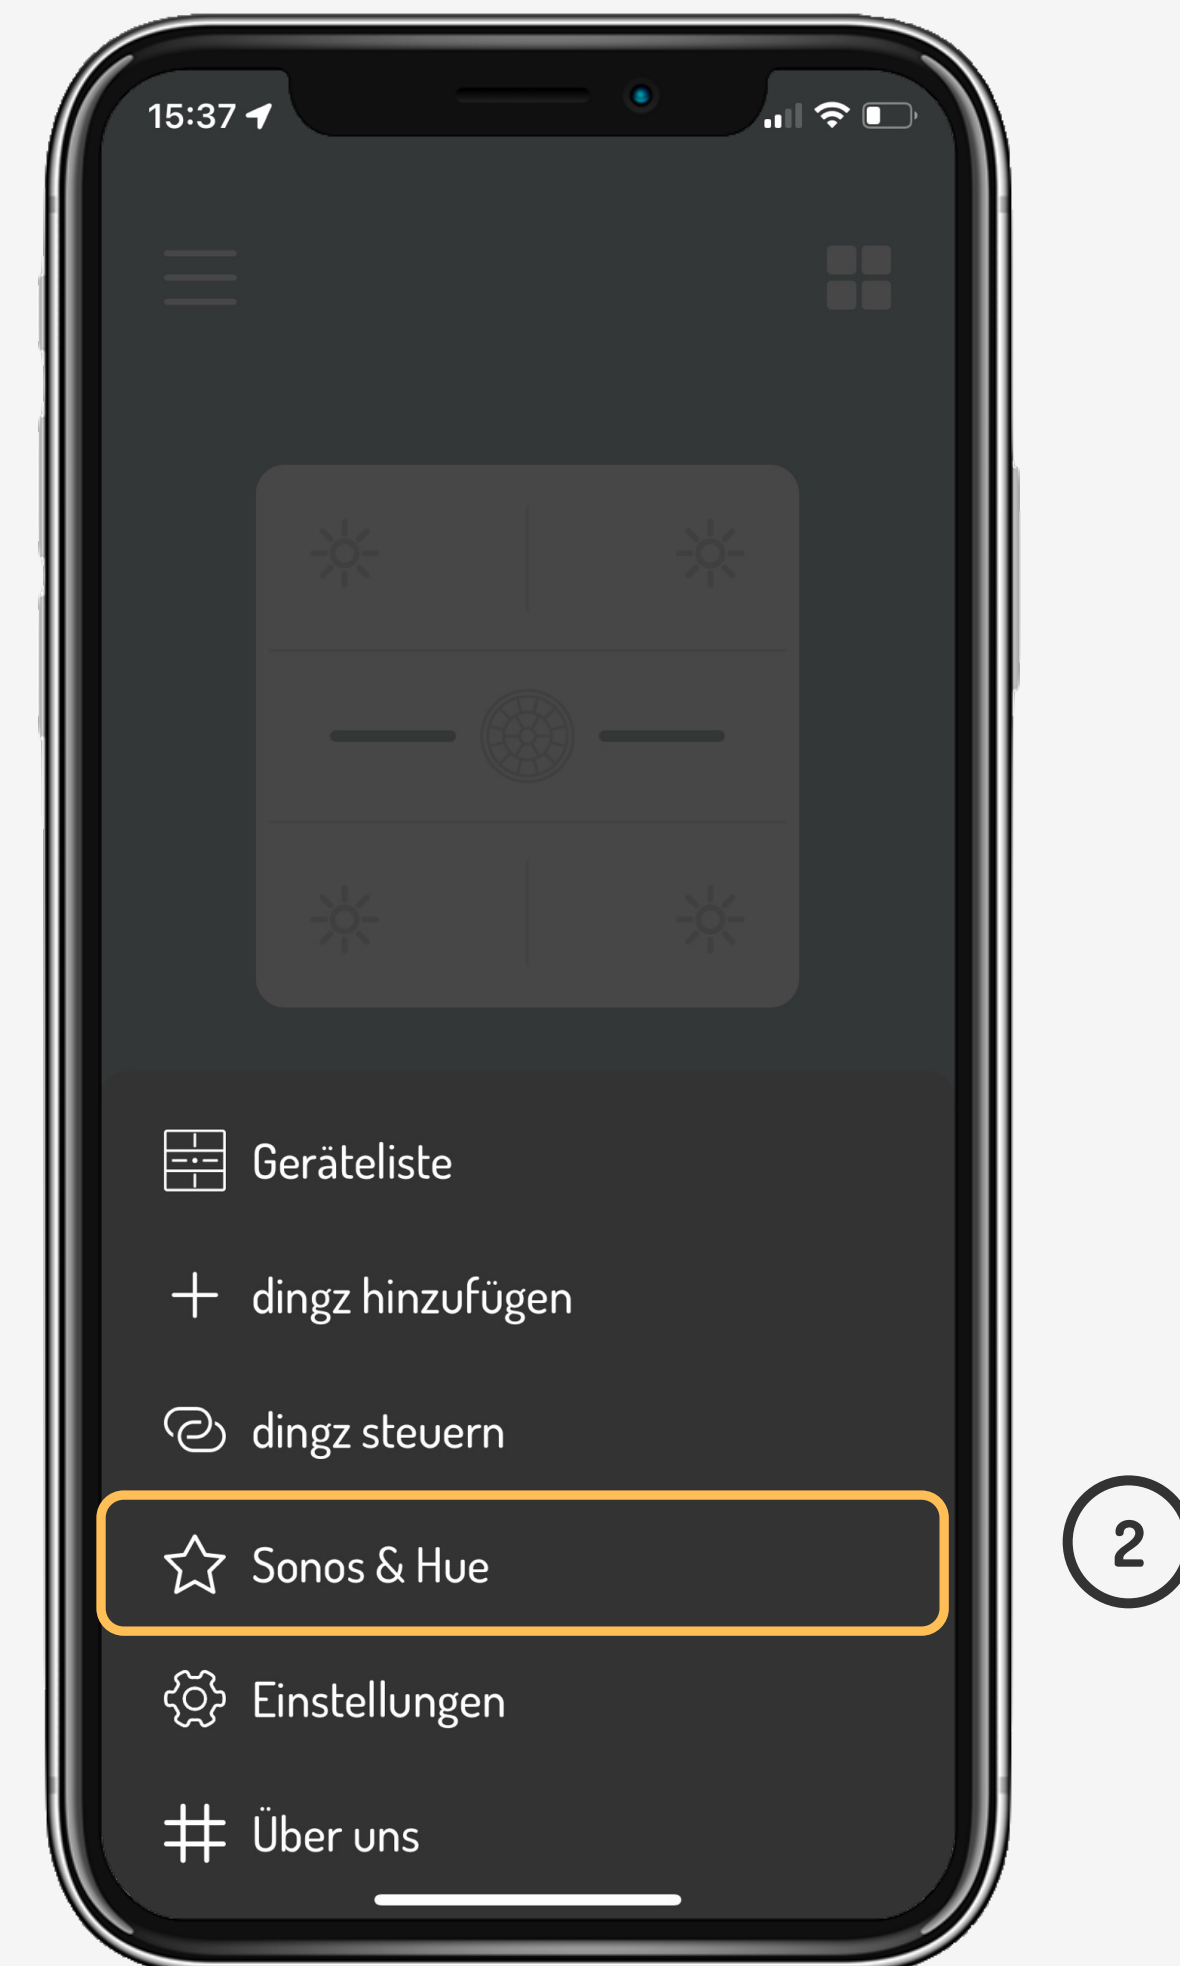 15:37
Geräteliste
dingz hinzufügen
dingz steuern
Sonos & Hue
2
Einstellungen
Über uns